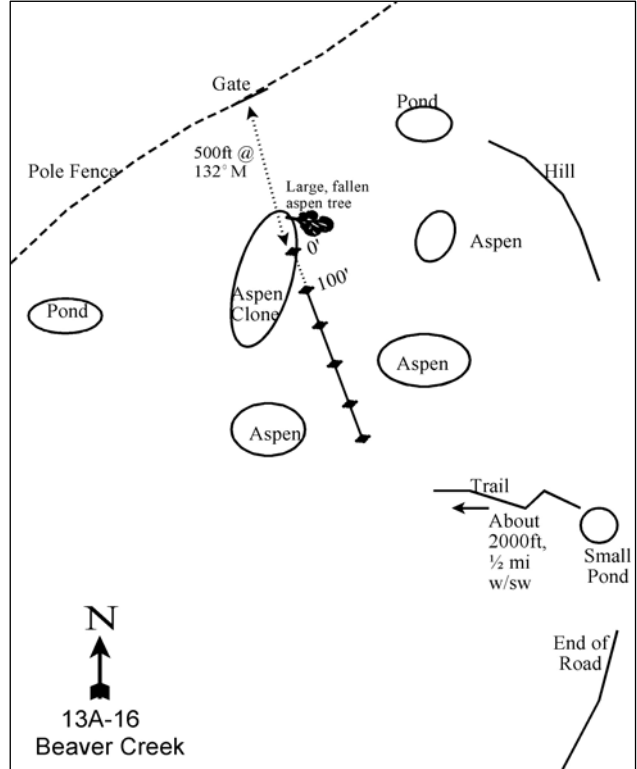 Gate
Pond
500ft @
132°M
Pole Fence
Hill
Large, fallen
aspen tree
0'
Aspen
100'
Aspen
Clone
Pond
Aspen
Aspen
Trail
About
2000ft,
½ mi
w/sw
Small
Pond
End of
Road
N
13A-16
Beaver Creek